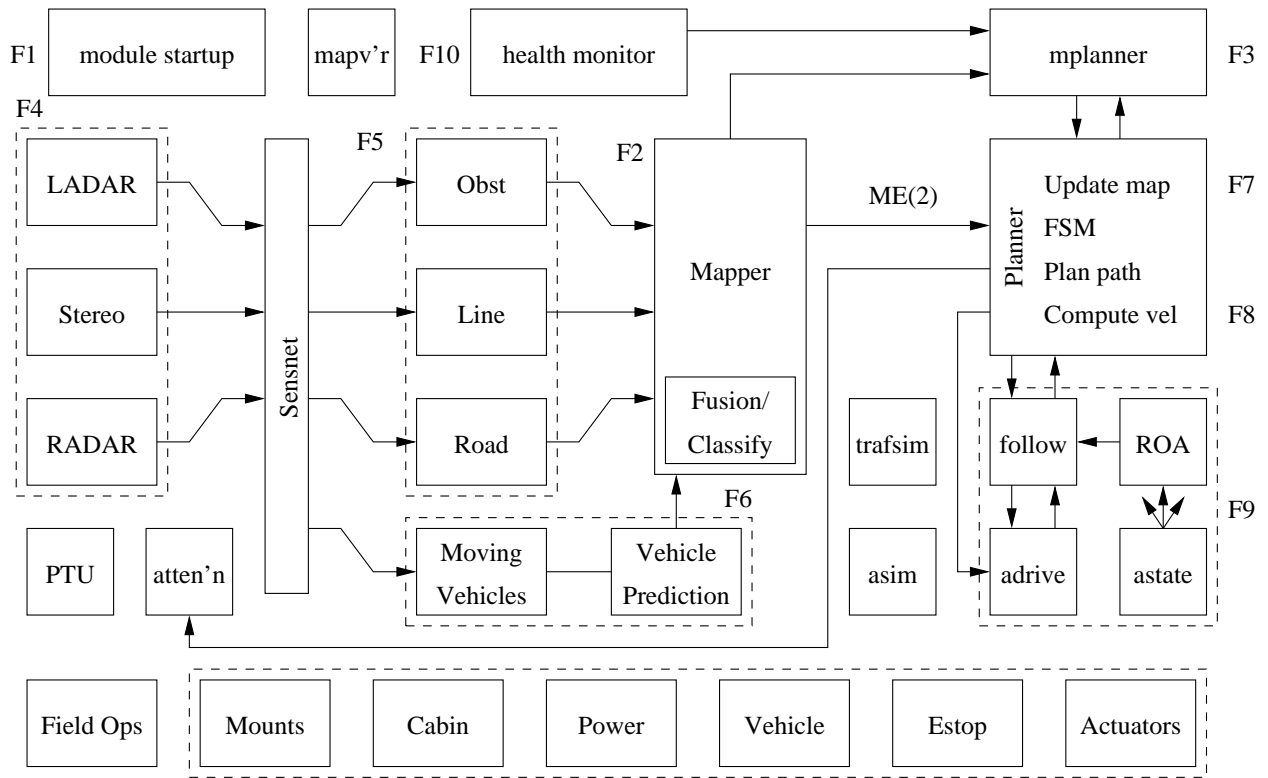 F1
module startup
mapv'r
F10
health monitor
mplanner
F3
F4
F5
F2
LADAR
Obst
Update map
F7
ME(2)
FSM
Planner
Mapper
Plan path
Stereo
Line
Compute vel
F8
Sensnet
Fusion/
Classify
RADAR
Road
trafsim
follow
ROA
F6
F9
PTU
atten'n
Moving
Vehicles
Vehicle
Prediction
asim
adrive
astate
Field Ops
Mounts
Cabin
Power
Vehicle
Estop
Actuators